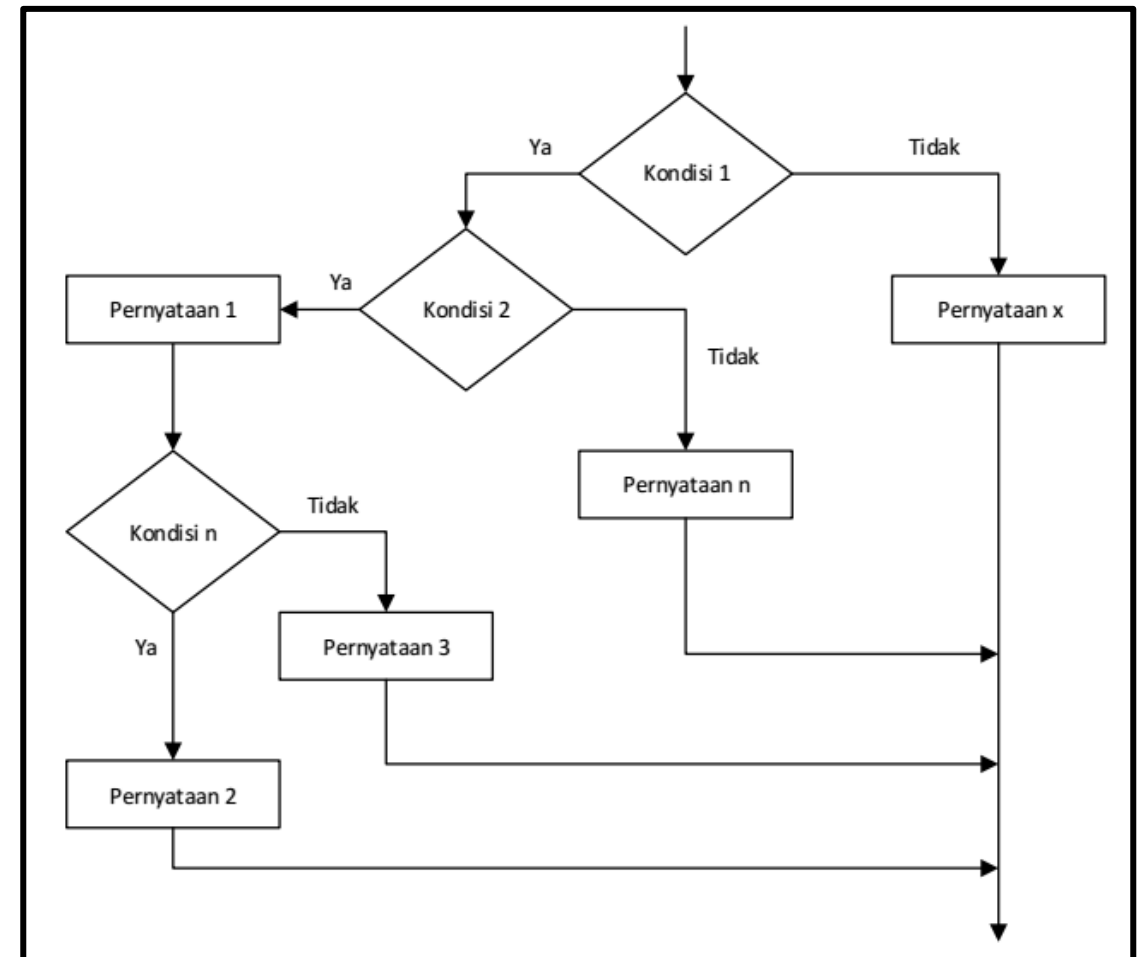 Ya
Tidak
Kondisi 1
Ya
Pernyataan 1
Kondisi 2
Pernyataan x
Tidak
Pernyataan n
Tidak
Kondisi n
Ya
Pernyataan 3
Pernyataan 2